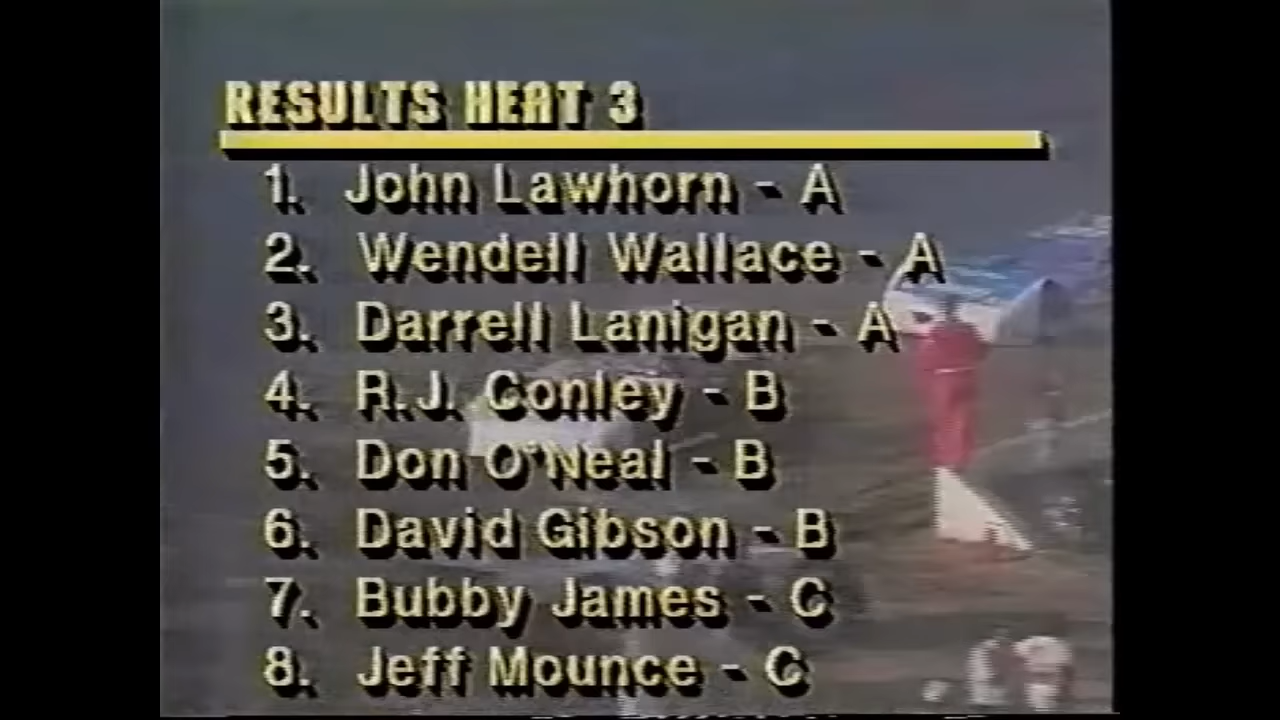 RESULTS HEAT 3
1. John Lawhorn - A
2. Wendell Wallace - A
3. Darrell Lanigan - A
4. R.J. Conley - B
5. Don O'Neal - B
6. David Gibson - B
7. Bubby James - C
8. Jeff Mounce - C